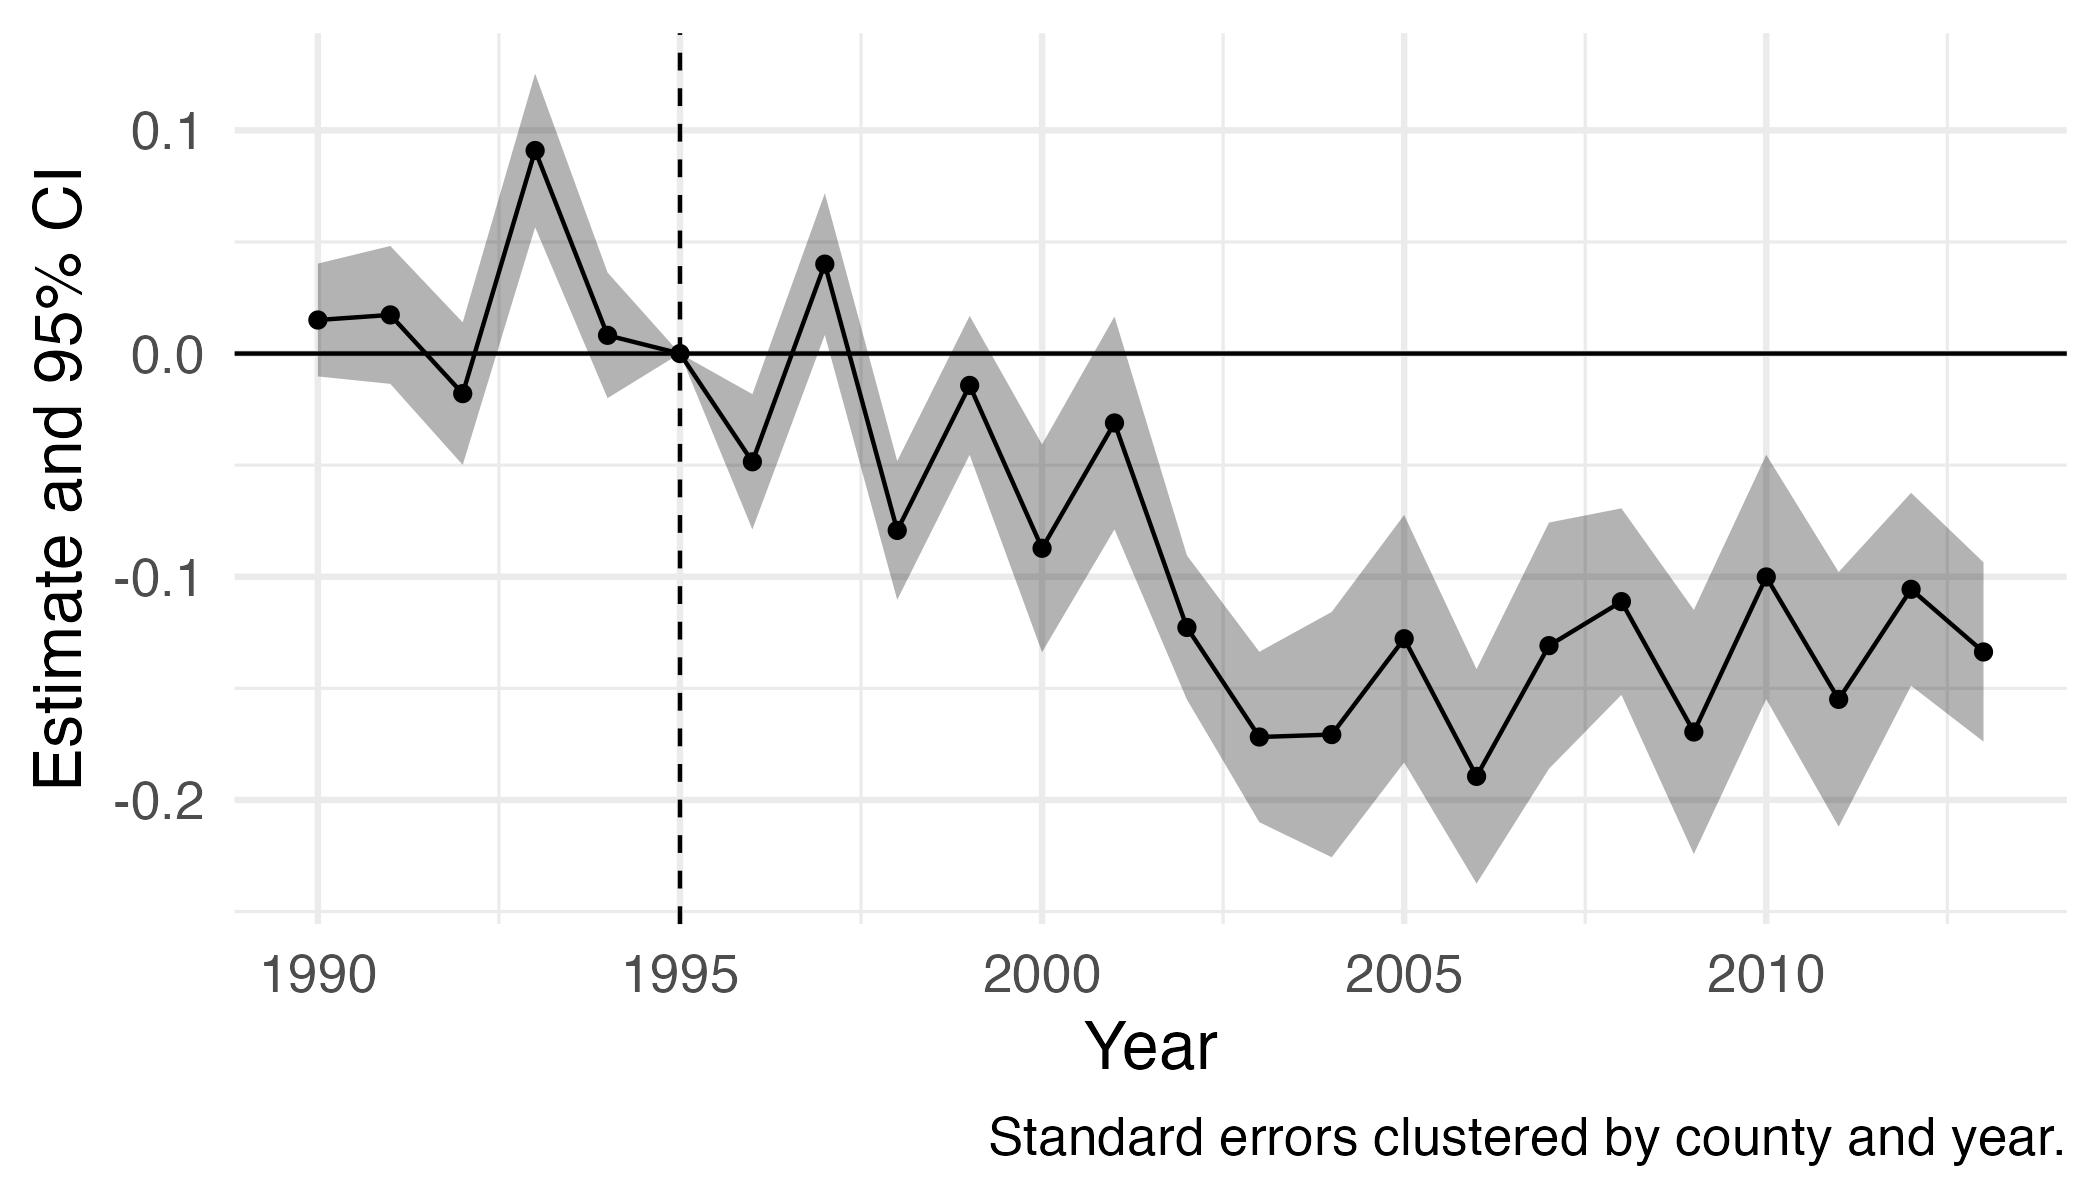 Estimate and 95% CI
0.1
0.0
-0.1
-0.2
1990 1995 2000 2005 2010
Year
Standard errors clustered by county and year.